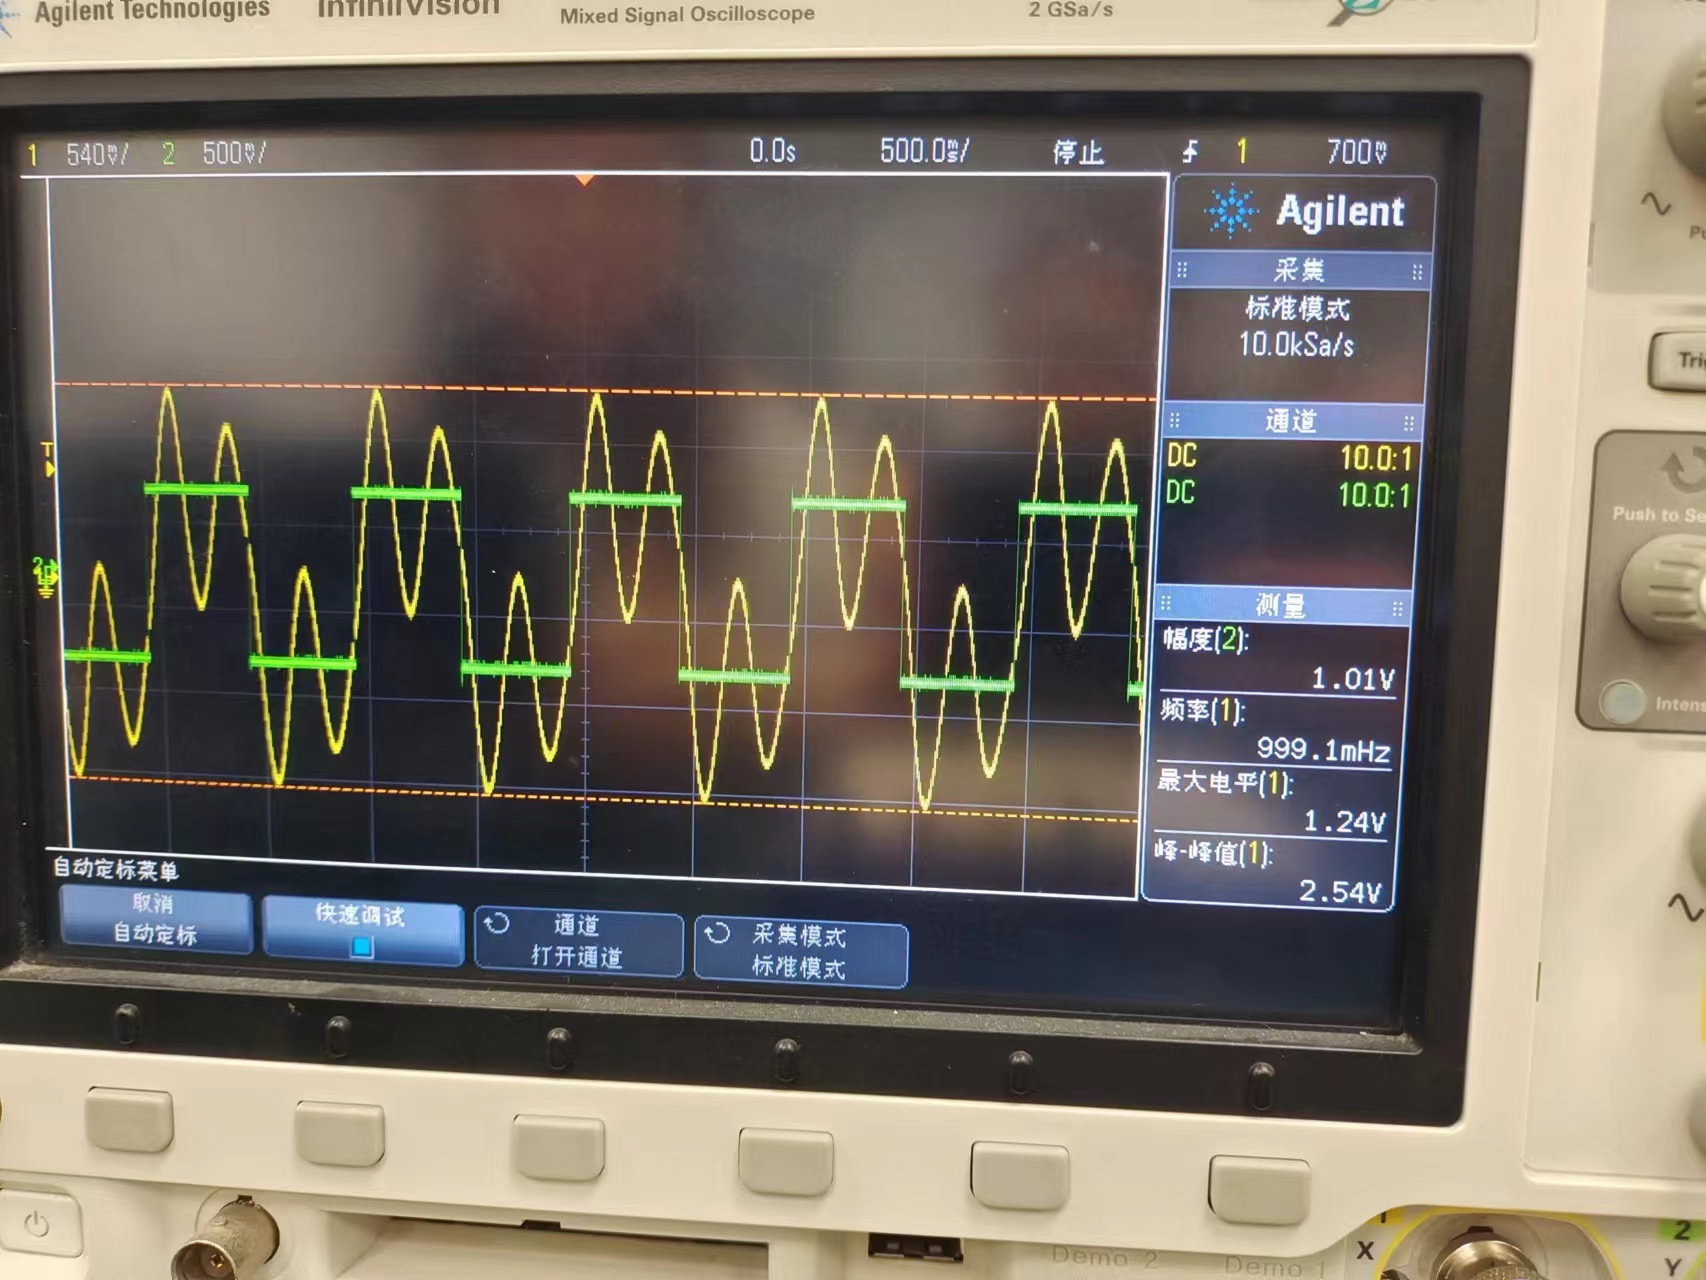 Agilent Technologies
InfiniiVision
Mixed Signal Oscilloscope
2 GSa/s
1 540mV/ 2 500mV/ 0.0s 500.0ms/ 停止 1 700mV
Agilent
采集
标准模式
10.0kSa/s
通道
DC 10.0:1
DC 10.0:1
T
测量
幅度(2):
1.01V
频率(1):
999.1mHz
最大电平(1):
1.24V
峰-峰值(1):
2.54V
自动定标菜单
取消
自动定标
快速调试
通道
打开通道
采集模式
标准模式
Push to Se
Intens
Demo 2
Demo 1
1
X
2
Y